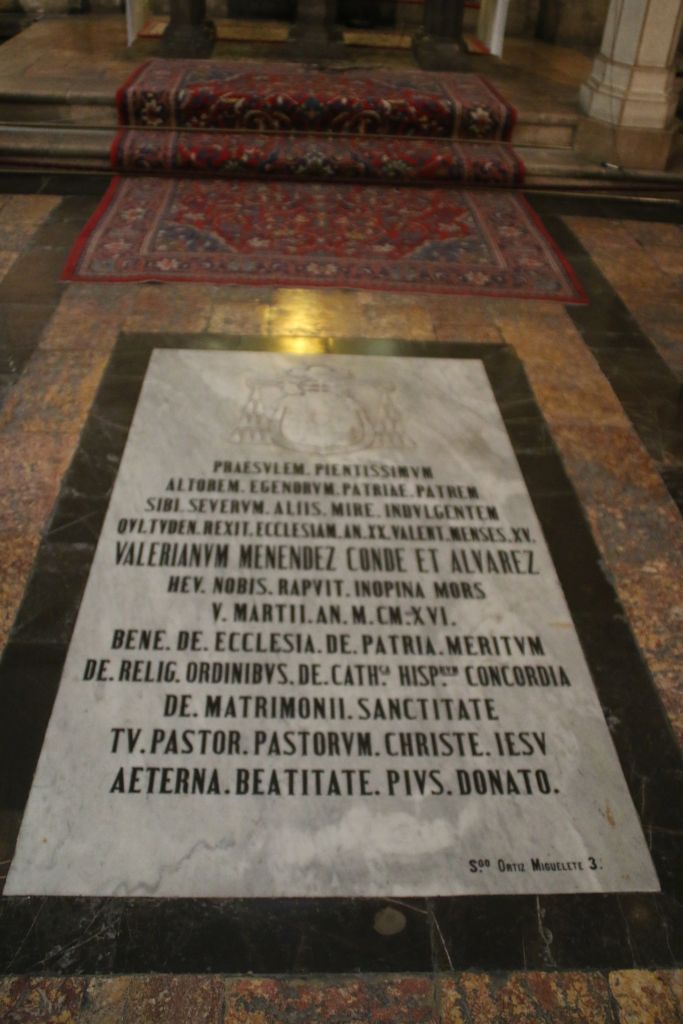 PRAESVLEM. PIENTISSIMVM
ALTOREM. EGENORVM. PATRIAE. PATREM
SIBI. SEVERVM. ALIIS. MIRE. INDVLGENTEM
QVI. TVDEN. REXIT. ECCLESIAM. AN. XX. VALENT. MENSES. XV.
VALERIANVM MENENDEZ CONDE ET ALVAREZ
HEV. NOBIS. RAPVIT. INOPINA MORS
V. MARTII. AN. M. CM-XVI.
BENE. DE. ECCLESIA. DE. PATRIA. MERITVM
DE. RELIG. ORDINIBVS. DE. CATH.CA HISP.RVM CONCORDIA
DE. MATRIMONII. SANCTITATE
TV. PASTOR. PASTORVM. CHRISTE. IESV
AETERNA. BEATITATE. PIVS. DONATO.
S.GO ORTIZ MIGUELETE 3.